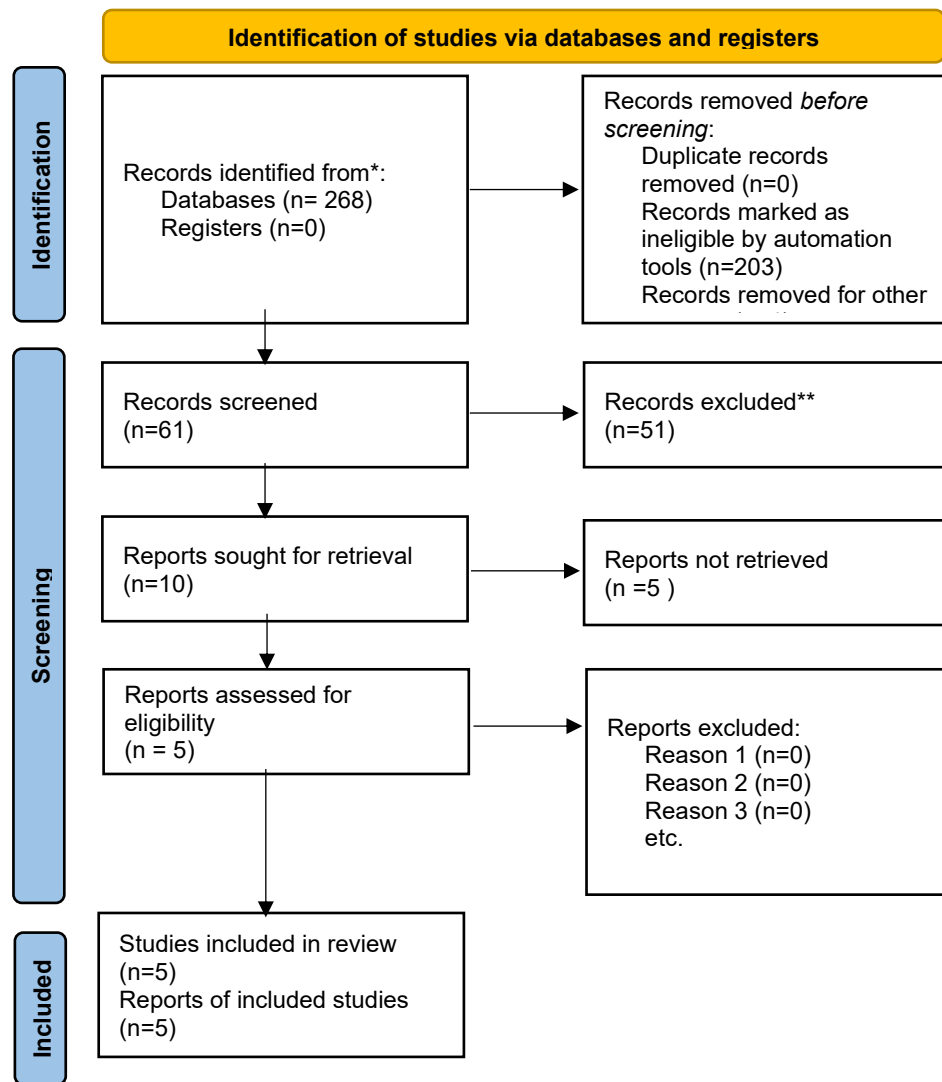 Identification of studies via databases and registers
Identification
Records identified from*:
Databases (n= 268)
Registers (n=0)
Records removed before
screening:
Duplicate records
removed (n=0)
Records marked as
ineligible by automation
tools (n=203)
Records removed for other
Screening
Records screened
(n=61)
Records excluded**
(n=51)
Reports sought for retrieval
(n=10)
Reports not retrieved
(n =5 )
Reports assessed for
eligibility
(n = 5)
Reports excluded:
Reason 1 (n=0)
Reason 2 (n=0)
Reason 3 (n=0)
etc.
Included
Studies included in review
(n=5)
Reports of included studies
(n=5)